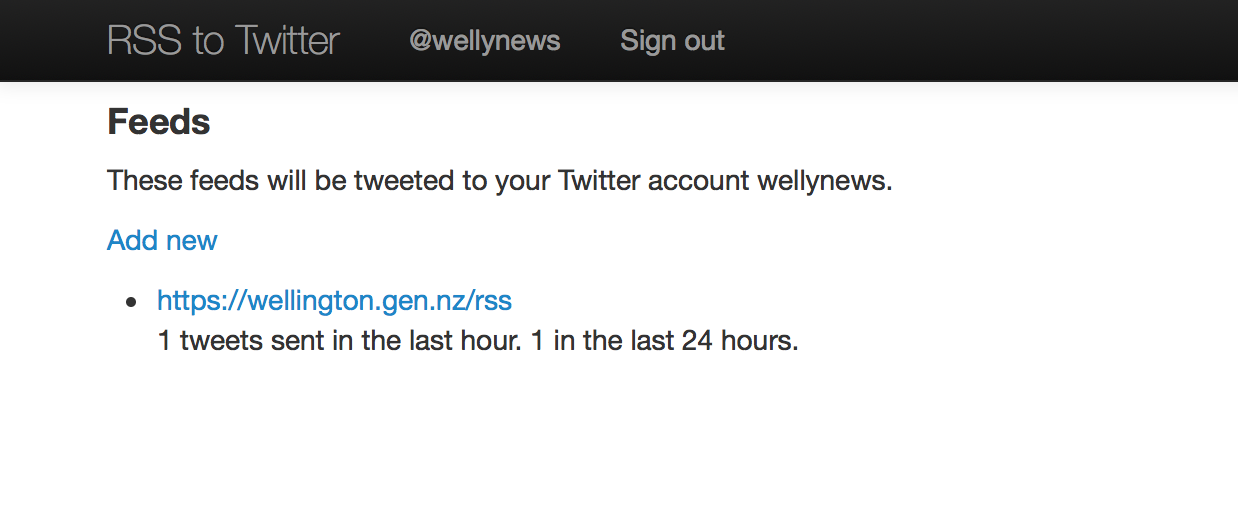 RSS to Twitter @wellynews Sign out
Feeds
These feeds will be tweeted to your Twitter account wellynews.
Add new
https://wellington.gen.nz/rss
1 tweets sent in the last hour. 1 in the last 24 hours.